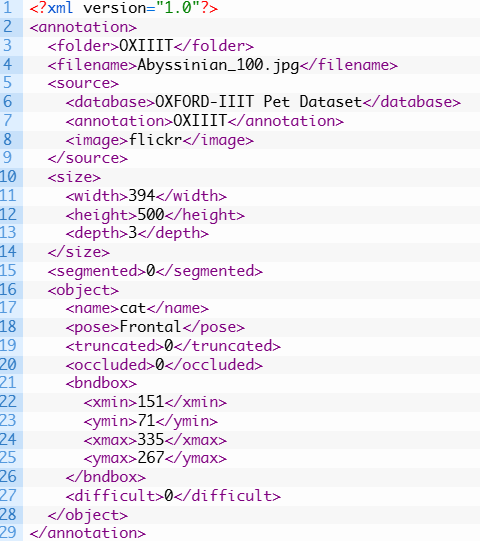 1 <?xml version="1.0"?>
2 <annotation>
3 <folder>OXIIIT</folder>
4 <filename>Abyssinian_100.jpg</filename>
5 <source>
6 <database>OXFORD-IIIT Pet Dataset</database>
7 <annotation>OXIIIT</annotation>
8 <image>flickr</image>
9 </source>
10 <size>
11 <width>394</width>
12 <height>500</height>
13 <depth>3</depth>
14 </size>
15 <segmented>0</segmented>
16 <object>
17 <name>cat</name>
18 <pose>Frontal</pose>
19 <truncated>0</truncated>
20 <occluded>0</occluded>
21 <bndbox>
22 <xmin>151</xmin>
23 <ymin>71</ymin>
24 <xmax>335</xmax>
25 <ymax>267</ymax>
26 </bndbox>
27 <difficult>0</difficult>
28 </object>
29 </annotation>